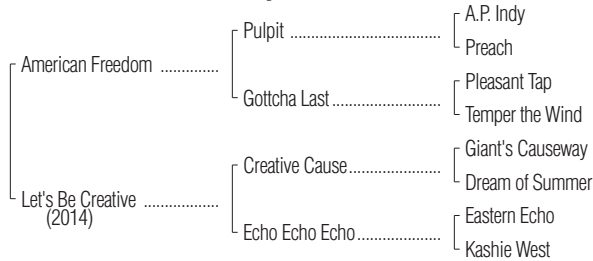 A.P. Indy
Pulpit ........................................
Preach
American Freedom ..............
Pleasant Tap
Gottcha Last.............................
Temper the Wind
Giant's Causeway
Creative Cause........................
Dream of Summer
Let's Be Creative ..................
(2014)
Eastern Echo
Echo Echo Echo......................
Kashie West